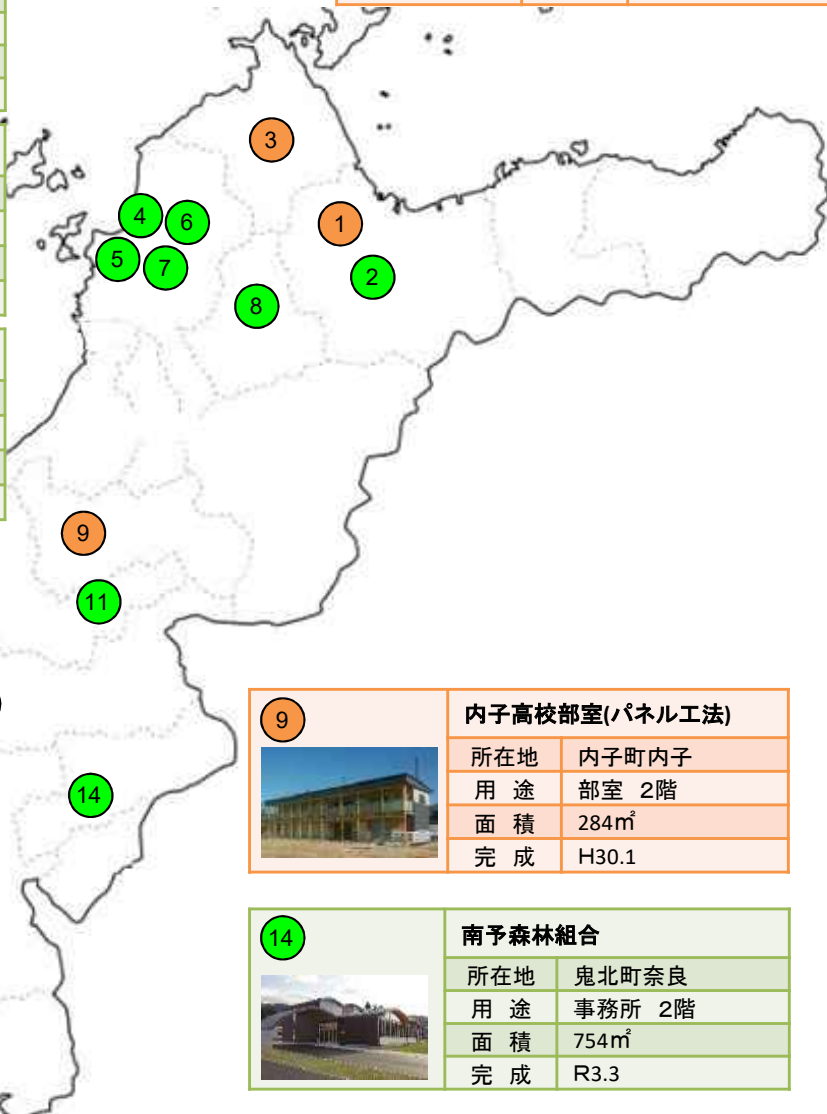 3
4
6
1
5
7
2
8
9
11
14
9
内子高校部室(パネル工法)
所在地 内子町内子
用 途 部室 2階
面 積 284㎡
完 成 H30.1
14
南予森林組合
所在地 鬼北町奈良
用 途 事務所 2階
面 積 754㎡
完 成 R3.3